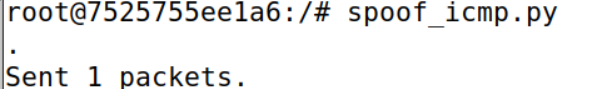 root@7525755ee1a6:/# spoof_icmp.py
.
Sent 1 packets.